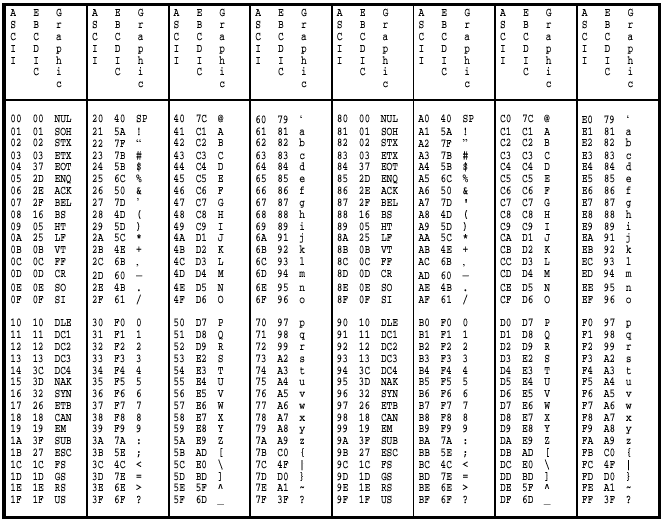 A E G A E G A E G A E G A E G A E G A E G A E G
S B r S B r S B r S B r S B r S B r S B r S B r
C C a C C a C C a C C a C C a C C a C C a C C a
I D p I D p I D p I D p I D p I D p I D p I D p
I I h I I h I I h I I h I I h I I h I I h I I h
C i C i C i C i C i C i C i C i
c c c c c c c c
00 00 NUL 20 40 SP 40 7C @ 60 79 ‘ 80 00 NUL A0 40 SP C0 7C @ E0 79 ‘
01 01 SOH 21 5A ! 41 C1 A 61 81 a 81 01 SOH A1 5A ! C1 C1 A E1 81 a
02 02 STX 22 7F “ 42 C2 B 62 82 b 82 02 STX A2 7F ” C2 C2 B E2 82 b
03 03 ETX 23 7B # 43 C3 C 63 83 c 83 03 ETX A3 7B # C3 C3 C E3 83 c
04 37 EOT 24 5B $ 44 C4 D 64 84 d 84 37 EOT A4 5B $ C4 C4 D E4 84 d
05 2D ENQ 25 6C % 45 C5 E 65 85 e 85 2D ENQ A5 6C % C5 C5 E E5 85 e
06 2E ACK 26 50 & 46 C6 F 66 86 f 86 2E ACK A6 50 & C6 C6 F E6 86 f
07 2F BEL 27 7D ’ 47 C7 G 67 87 g 87 2F BEL A7 7D ' C7 C7 G E7 87 g
08 16 BS 28 4D ( 48 C8 H 68 88 h 88 16 BS A8 4D ( C8 C8 H E8 88 h
09 05 HT 29 5D ) 49 C9 I 69 89 i 89 05 HT A9 5D ) C9 C9 I E9 89 i
0A 25 LF 2A 5C * 4A D1 J 6A 91 j 8A 25 LF AA 5C * CA D1 J EA 91 j
0B 0B VT 2B 4E + 4B D2 K 6B 92 k 8B 0B VT AB 4E + CB D2 K EB 92 k
0C 0C FF 2C 6B , 4C D3 L 6C 93 l 8C 0C FF AC 6B , CC D3 L EC 93 l
0D 0D CR 2D 60 – 4D D4 M 6D 94 m 8D 0D CR AD 60 – CD D4 M ED 94 m
0E 0E SO 2E 4B . 4E D5 N 6E 95 n 8E 0E SO AE 4B . CE D5 N EE 95 n
0F 0F SI 2F 61 / 4F D6 O 6F 96 o 8F 0F SI AF 61 / CF D6 O EF 96 o
10 10 DLE 30 F0 0 50 D7 P 70 97 p 90 10 DLE B0 F0 0 D0 D7 P F0 97 p
11 11 DC1 31 F1 1 51 D8 Q 71 98 q 91 11 DC1 B1 F1 1 D1 D8 Q F1 98 q
12 12 DC2 32 F2 2 52 D9 R 72 99 r 92 12 DC2 B2 F2 2 D2 D9 R F2 99 r
13 13 DC3 33 F3 3 53 E2 S 73 A2 s 93 13 DC3 B3 F3 3 D3 E2 S F3 A2 s
14 3C DC4 34 F4 4 54 E3 T 74 A3 t 94 3C DC4 B4 F4 4 D4 E3 T F4 A3 t
15 3D NAK 35 F5 5 55 E4 U 75 A4 u 95 3D NAK B5 F5 5 D5 E4 U F5 A4 u
16 32 SYN 36 F6 6 56 E5 V 76 A5 v 96 32 SYN B6 F6 6 D6 E5 V F6 A5 v
17 26 ETB 37 F7 7 57 E6 W 77 A6 w 97 26 ETB B7 F7 7 D7 E6 W F7 A6 w
18 18 CAN 38 F8 8 58 E7 X 78 A7 x 98 18 CAN B8 F8 8 D8 E7 X F8 A7 x
19 19 EM 39 F9 9 59 E8 Y 79 A8 y 99 19 EM B9 F9 9 D9 E8 Y F9 A8 y
1A 3F SUB 3A 7A : 5A E9 Z 7A A9 z 9A 3F SUB BA 7A : DA E9 Z FA A9 z
1B 27 ESC 3B 5E ; 5B AD [ 7B C0 { 9B 27 ESC BB 5E ; DB AD [ FB C0 {
1C 1C FS 3C 4C < 5C E0 \ 7C 4F | 9C 1C FS BC 4C < DC E0 \ FC 4F |
1D 1D GS 3D 7E = 5D BD ] 7D D0 } 9D 1D GS BD 7E = DD BD ] FD D0 }
1E 1E RS 3E 6E > 5E 5F ^ 7E A1 ~ 9E 1E RS BE 6E > DE 5F ^ FE A1 ~
1F 1F US 3F 6F ? 5F 6D _ 7F 3F ? 9F 1F US BF 6F ? DF 6D _ FF 3F ?